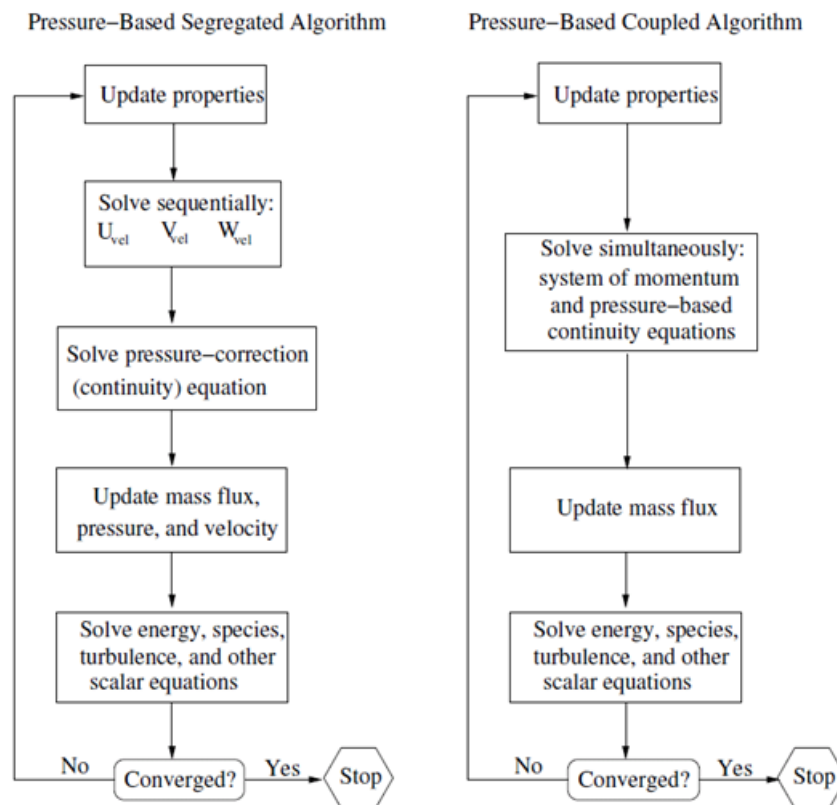 Pressure−Based Segregated Algorithm
Update properties
Solve sequentially:
U_vel V_vel W_vel
Solve pressure−correction
(continuity) equation
Update mass flux,
pressure, and velocity
Solve energy, species,
turbulence, and other
scalar equations
No
Converged?
Yes
Stop
Pressure−Based Coupled Algorithm
Update properties
Solve simultaneously:
system of momentum
and pressure−based
continuity equations
Update mass flux
Solve energy, species,
turbulence, and other
scalar equations
No
Converged?
Yes
Stop